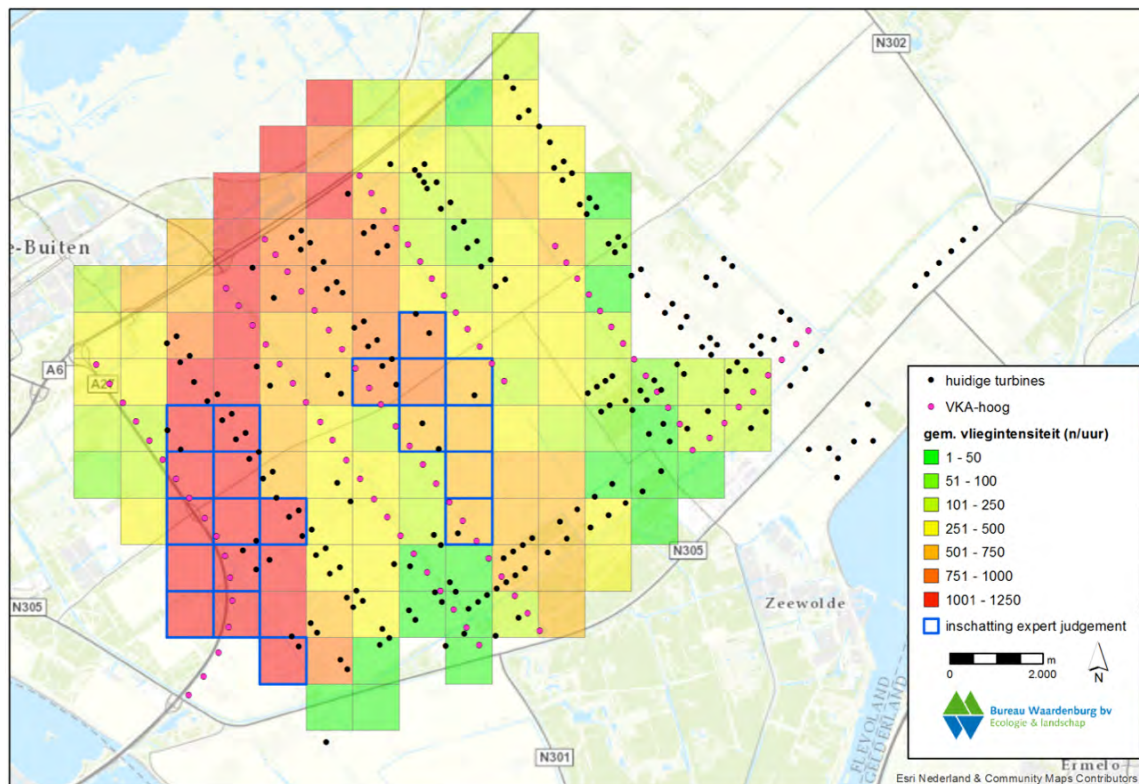 N302
e-Buiten
A6
A27
N305
N305
Zeewolde
N301
FLEVOLAND
GELDERLAND
Ermelo
huidige turbines
VKA-hoog
gem. vliegintensiteit (n/uur)
1 - 50
51 - 100
101 - 250
251 - 500
501 - 750
751 - 1000
1001 - 1250
inschatting expert judgement
m
0 2.000
N
Bureau Waardenburg bv
Ecologie & landschap
Esri Nederland & Community Maps Contributors